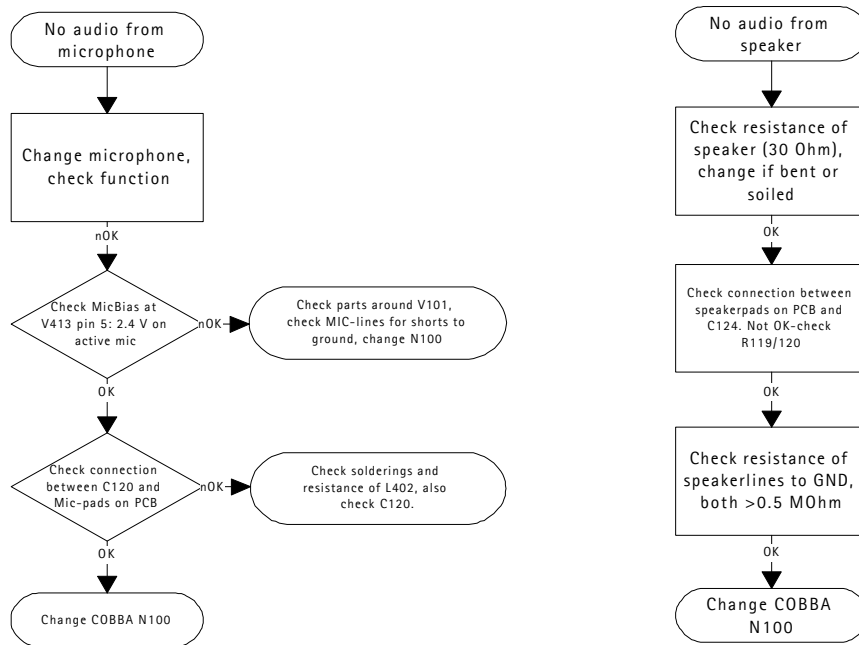 No audio from
microphone
Change microphone,
check function
nOK
Check MicBias at
V413 pin 5: 2.4 V on
active mic
nOK
Check parts around V101,
check MIC-lines for shorts to
ground, change N100
OK
Check connection
between C120 and
Mic-pads on PCB
nOK
Check solderings and
resistance of L402, also
check C120.
OK
Change COBBA N100
No audio from
speaker
Check resistance of
speaker (30 Ohm),
change if bent or
soiled
OK
Check connection between
speakerpads on PCB and
C124. Not OK-check
R119/120
OK
Check resistance of
speakerlines to GND,
both >0.5 MOhm
OK
Change COBBA
N100